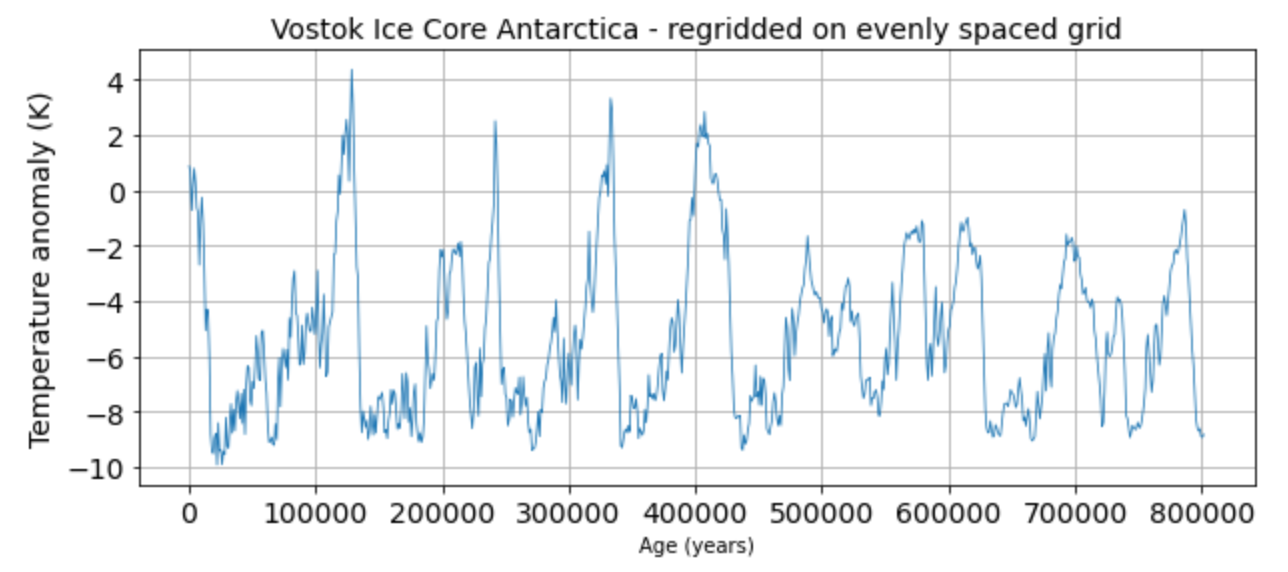 Vostok Ice Core Antarctica - regridded on evenly spaced grid
Temperature anomaly (K)
4
2
0
−2
−4
−6
−8
−10
0 100000 200000 300000 400000 500000 600000 700000 800000
Age (years)